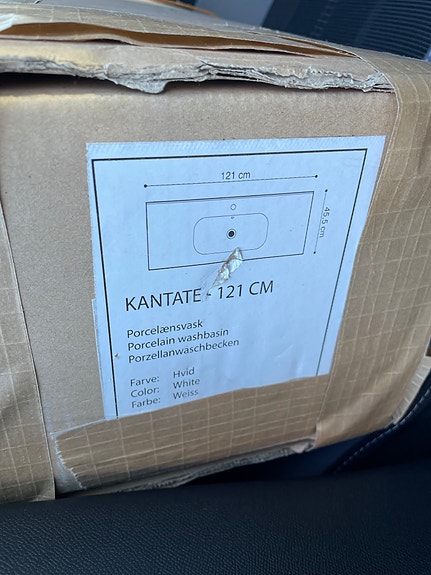 121 cm
45,5 cm
KANTATE - 121 CM
Porcelænsvask
Porcelain washbasin
Porzellanwaschbecken
Farve: Hvid
Color: White
Farbe: Weiss